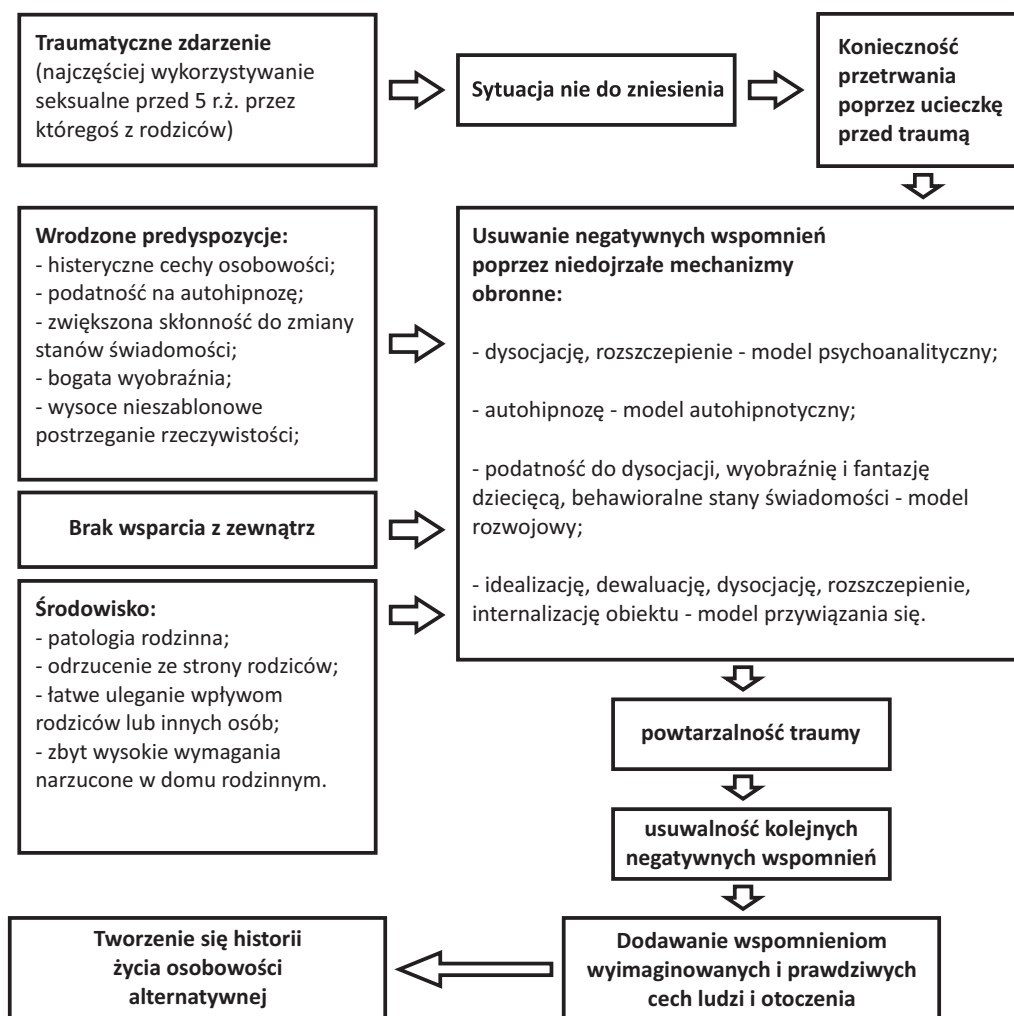 Traumatyczne zdarzenie
(najczęściej wykorzystywanie
seksualne przed 5 r.ż. przez
któregoś z rodziców)
Sytuacja nie do zniesienia
Konieczność
przetrwania
poprzez ucieczkę
przed traumą
Wrodzone predyspozycje:
- histeryczne cechy osobowości;
- podatność na autohipnozę;
- zwiększona skłonność do zmiany
stanów świadomości;
- bogata wyobraźnia;
- wysoce nieszablonowe
postrzeganie rzeczywistości;
Brak wsparcia z zewnątrz
Środowisko:
- patologia rodzinna;
- odrzucenie ze strony rodziców;
- łatwe uleganie wpływom
rodziców lub innych osób;
- zbyt wysokie wymagania
narzucone w domu rodzinnym.
Usuwanie negatywnych wspomnień
poprzez niedojrzałe mechanizmy
obronne:
- dysocjację, rozszczepienie - model psychoanalityczny;
- autohipnozę - model autohipnotyczny;
- podatność do dysocjacji, wyobraźnię i fantazję
dziecięcą, behawioralne stany świadomości - model
rozwojowy;
- idealizację, dewaluację, dysocjację, rozszczepienie,
internalizację obiektu - model przywiązania się.
powtarzalność traumy
usuwalność kolejnych
negatywnych wspomnień
Dodawanie wspomnieniom
wyimaginowanych i prawdziwych
cech ludzi i otoczenia
Tworzenie się historii
życia osobowości
alternatywnej